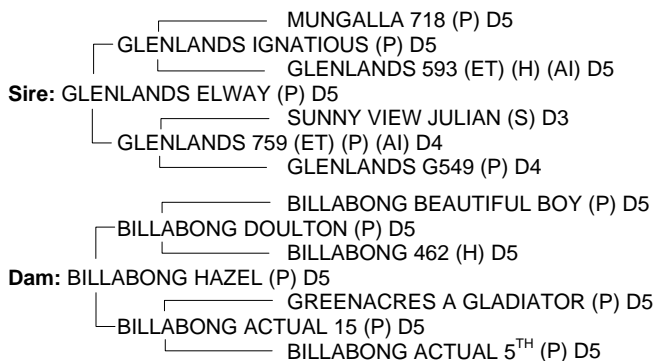 MUNGALLA 718 (P) D5
GLENLANDS IGNATIOUS (P) D5
GLENLANDS 593 (ET) (H) (AI) D5
Sire: GLENLANDS ELWAY (P) D5
SUNNY VIEW JULIAN (S) D3
GLENLANDS 759 (ET) (P) (AI) D4
GLENLANDS G549 (P) D4
BILLABONG BEAUTIFUL BOY (P) D5
BILLABONG DOULTON (P) D5
BILLABONG 462 (H) D5
Dam: BILLABONG HAZEL (P) D5
GREENACRES A GLADIATOR (P) D5
BILLABONG ACTUAL 15 (P) D5
BILLABONG ACTUAL 5TH (P) D5